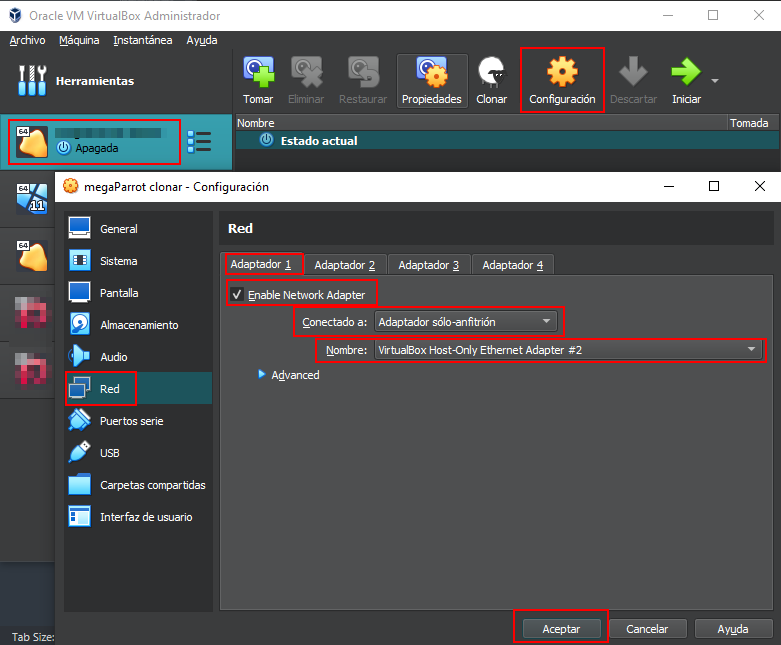 Oracle VM VirtualBox Administrador
Archivo Máquina Instantánea Ayuda
Herramientas
Tomar Eliminar Restaurar Propiedades Clonar Configuración Descartar Iniciar
Nombre Tomada
64
Apagada
Estado actual
64
11
64
megaParrot clonar - Configuración
General
Sistema
Pantalla
Almacenamiento
Audio
Red
Puertos serie
USB
Carpetas compartidas
Interfaz de usuario
Red
Adaptador 1 Adaptador 2 Adaptador 3 Adaptador 4
Enable Network Adapter
Conectado a: Adaptador sólo-anfitrión
Nombre: VirtualBox Host-Only Ethernet Adapter #2
Advanced
Aceptar Cancelar Ayuda
Tab Size: